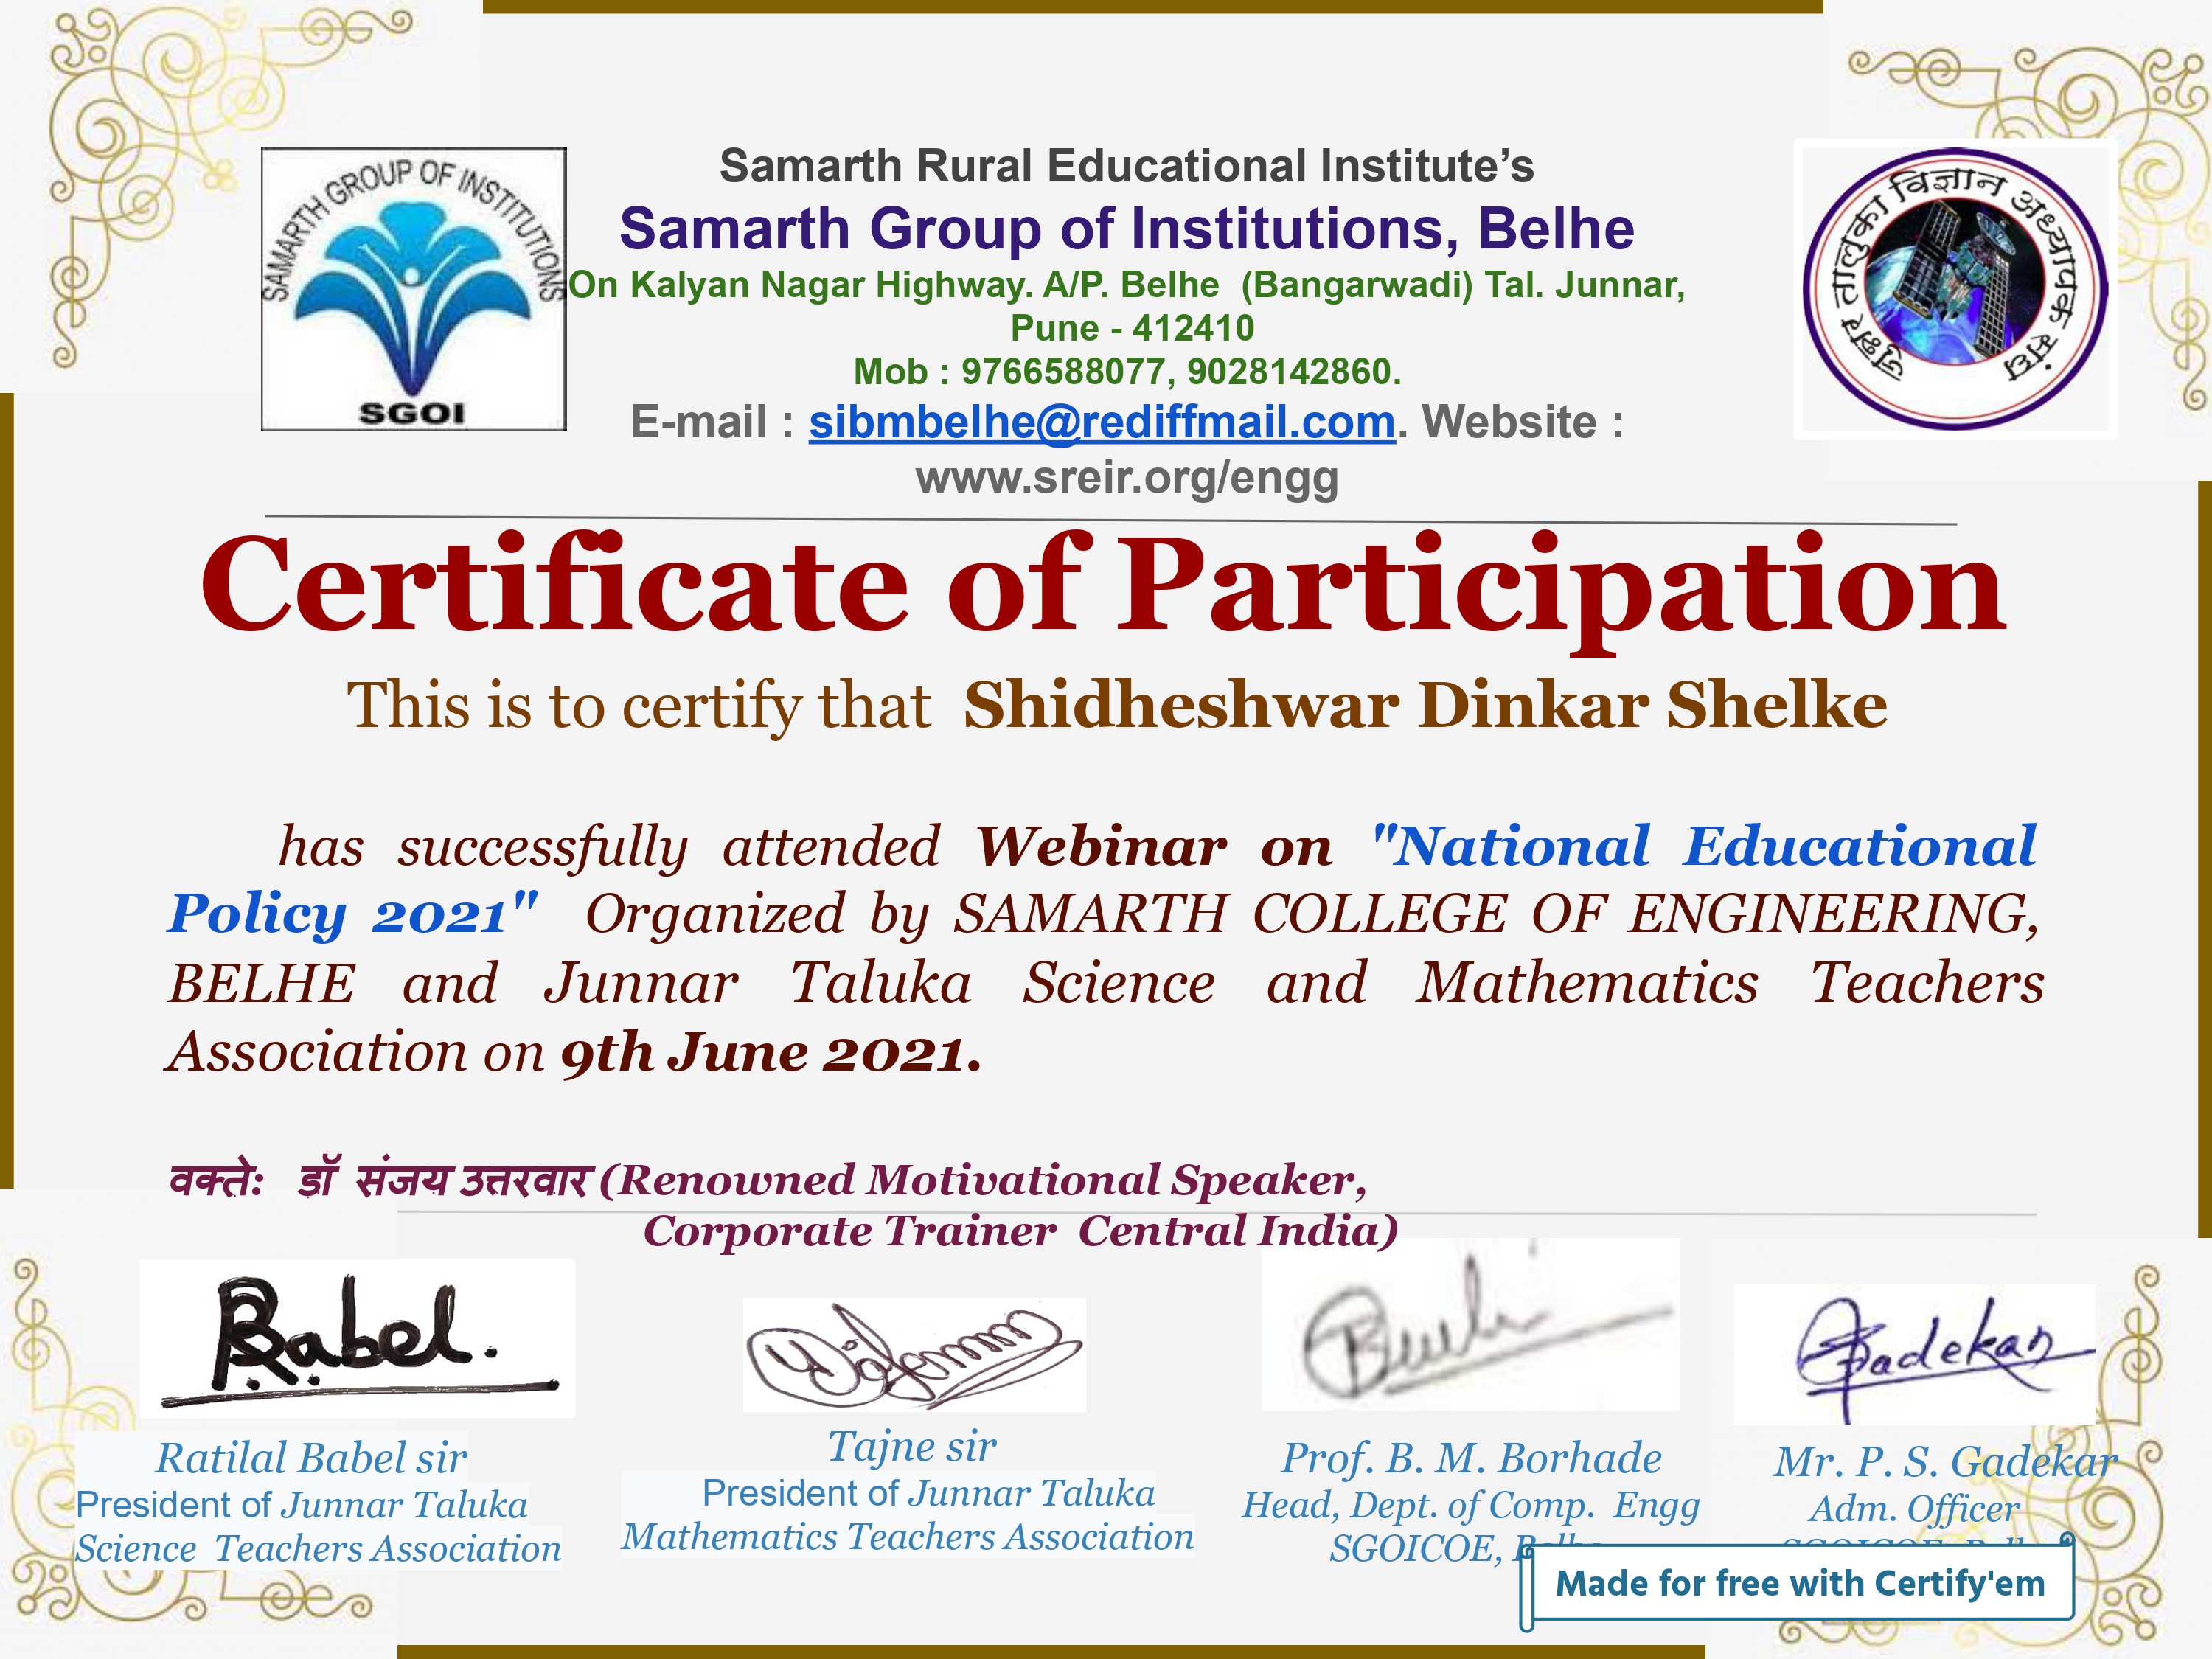 SAMARTH GROUP OF INSTITUTIONS
SGOI
Samarth Rural Educational Institute’s
Samarth Group of Institutions, Belhe
On Kalyan Nagar Highway. A/P. Belhe (Bangarwadi) Tal. Junnar,
Pune - 412410
Mob : 9766588077, 9028142860.
E-mail : sibmbelhe@rediffmail.com. Website :
www.sreir.org/engg
जुन्नर तालुका विज्ञान अध्यापक संघ
Certificate of Participation
This is to certify that Shidheshwar Dinkar Shelke
has successfully attended Webinar on "National Educational
Policy 2021" Organized by SAMARTH COLLEGE OF ENGINEERING,
BELHE and Junnar Taluka Science and Mathematics Teachers
Association on 9th June 2021.
वक्ते: डॉ संजय उत्तरवार (Renowned Motivational Speaker,
Corporate Trainer Central India)
Babel.
Gadekar
Ratilal Babel sir
President of Junnar Taluka
Science Teachers Association
Tajne sir
President of Junnar Taluka
Mathematics Teachers Association
Prof. B. M. Borhade
Head, Dept. of Comp. Engg
SGOICOE, Belhe
Mr. P. S. Gadekar
Adm. Officer
SGOICOE, Belhe
Made for free with Certify'em